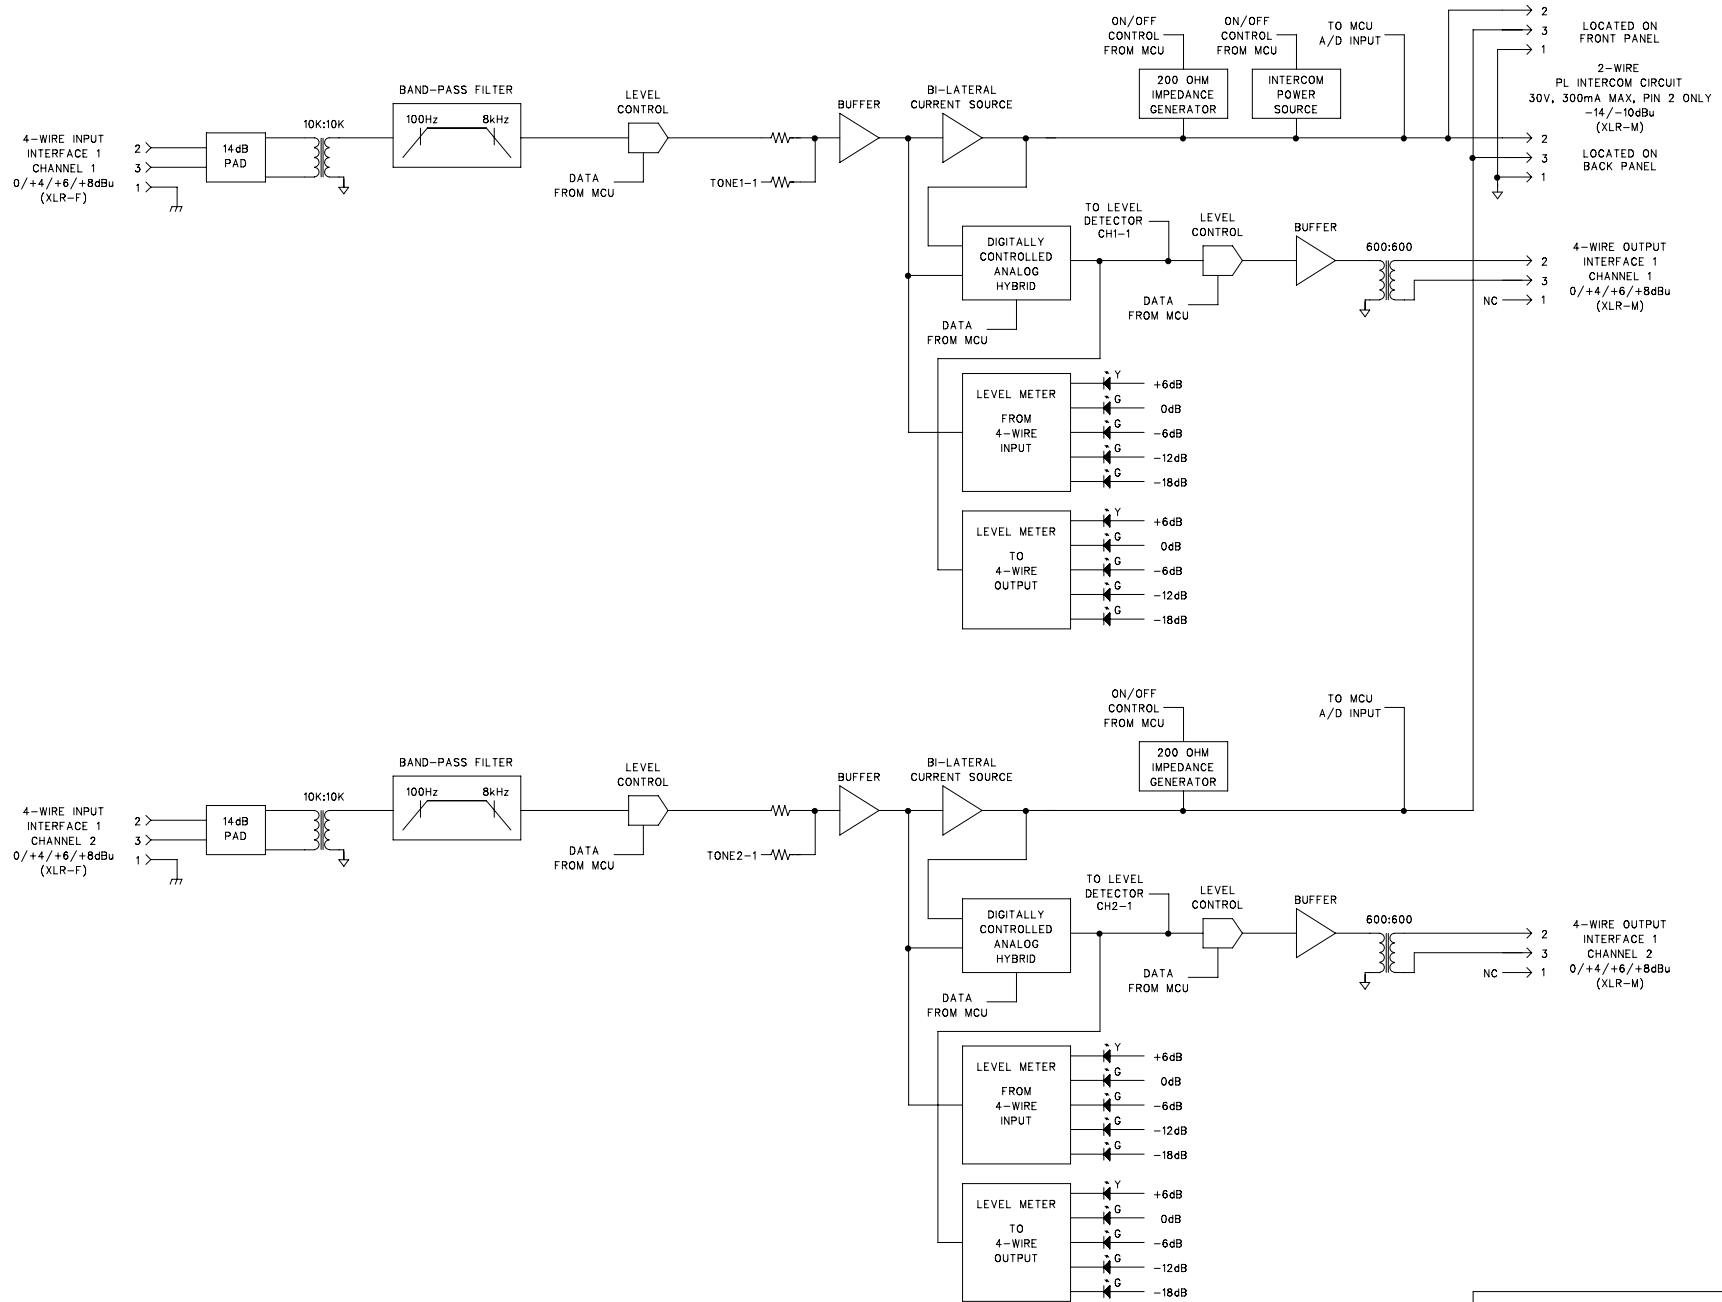 ON/OFF
CONTROL
FROM MCU
ON/OFF
CONTROL
FROM MCU
TO MCU
A/D INPUT
2
3
1
LOCATED ON
FRONT PANEL
2-WIRE
PL INTERCOM CIRCUIT
30V, 300mA MAX, PIN 2 ONLY
-14/-10dBu
(XLR-M)
200 OHM
IMPEDANCE
GENERATOR
INTERCOM
POWER
SOURCE
4-WIRE INPUT
INTERFACE 1
CHANNEL 1
0/+4/+6/+8dBu
(XLR-F)
2
3
1
14dB
PAD
10K:10K
BAND-PASS FILTER
100Hz
8kHz
LEVEL
CONTROL
DATA
FROM MCU
TONE1-1
BUFFER
BI-LATERAL
CURRENT SOURCE
2
3
1
LOCATED ON
BACK PANEL
DIGITALLY
CONTROLLED
ANALOG
HYBRID
DATA
FROM MCU
TO LEVEL
DETECTOR
CH1-1
LEVEL
CONTROL
DATA
FROM MCU
BUFFER
600:600
2
3
NC
1
4-WIRE OUTPUT
INTERFACE 1
CHANNEL 1
0/+4/+6/+8dBu
(XLR-M)
LEVEL METER
FROM
4-WIRE
INPUT
Y
+6dB
G
0dB
G
-6dB
G
-12dB
G
-18dB
LEVEL METER
TO
4-WIRE
OUTPUT
Y
+6dB
G
0dB
G
-6dB
G
-12dB
G
-18dB
ON/OFF
CONTROL
FROM MCU
TO MCU
A/D INPUT
200 OHM
IMPEDANCE
GENERATOR
4-WIRE INPUT
INTERFACE 1
CHANNEL 2
0/+4/+6/+8dBu
(XLR-F)
2
3
1
14dB
PAD
10K:10K
BAND-PASS FILTER
100Hz
8kHz
LEVEL
CONTROL
DATA
FROM MCU
TONE2-1
BUFFER
BI-LATERAL
CURRENT SOURCE
DIGITALLY
CONTROLLED
ANALOG
HYBRID
DATA
FROM MCU
TO LEVEL
DETECTOR
CH2-1
LEVEL
CONTROL
DATA
FROM MCU
BUFFER
600:600
2
3
NC
1
4-WIRE OUTPUT
INTERFACE 1
CHANNEL 2
0/+4/+6/+8dBu
(XLR-M)
LEVEL METER
FROM
4-WIRE
INPUT
Y
+6dB
G
0dB
G
-6dB
G
-12dB
G
-18dB
LEVEL METER
TO
4-WIRE
OUTPUT
Y
+6dB
G
0dB
G
-6dB
G
-12dB
G
-18dB